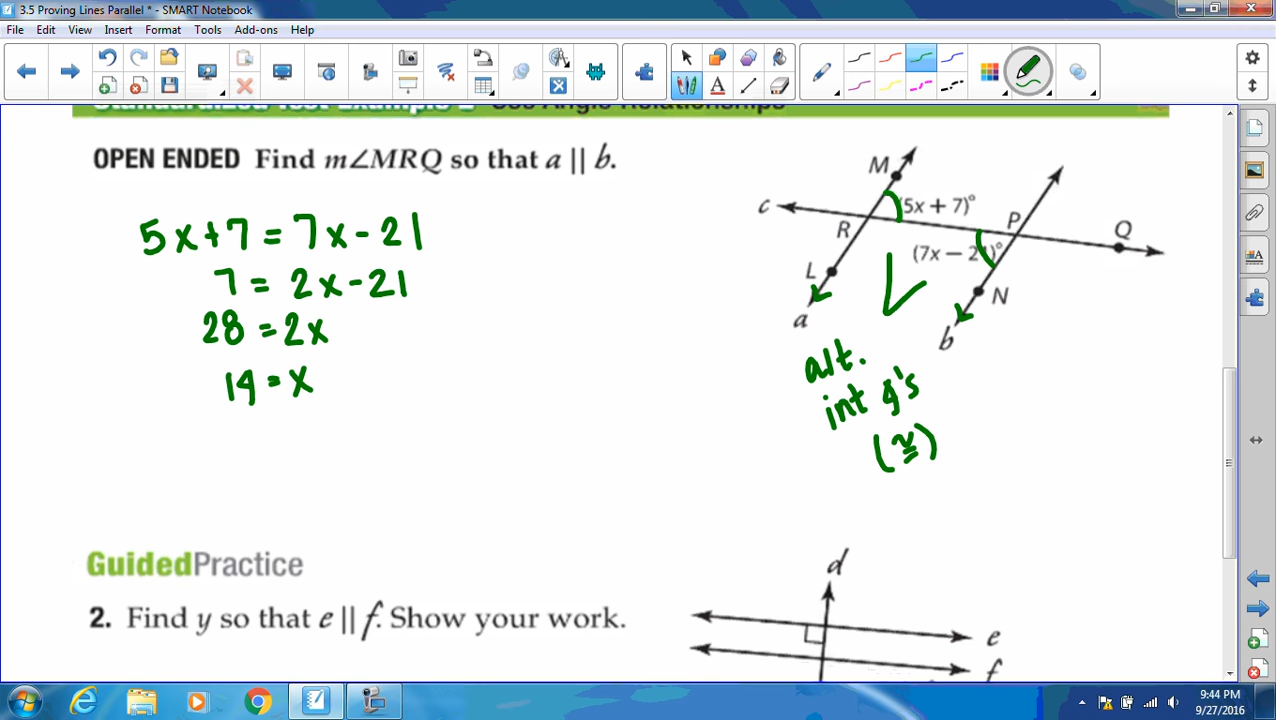 3.5 Proving Lines Parallel * - SMART Notebook
File Edit View Insert Format Tools Add-ons Help
OPEN ENDED Find m∠MRQ so that a || b.
5x+7 = 7x-21
7 = 2x-21
28 = 2x
14 = x
M
c
(5x + 7)°
R
P
Q
(7x – 21)°
L
N
a
b
alt.
int ∠'s
(≅)
GuidedPractice
2. Find y so that e || f. Show your work.
d
e
f
9:44 PM
9/27/2016